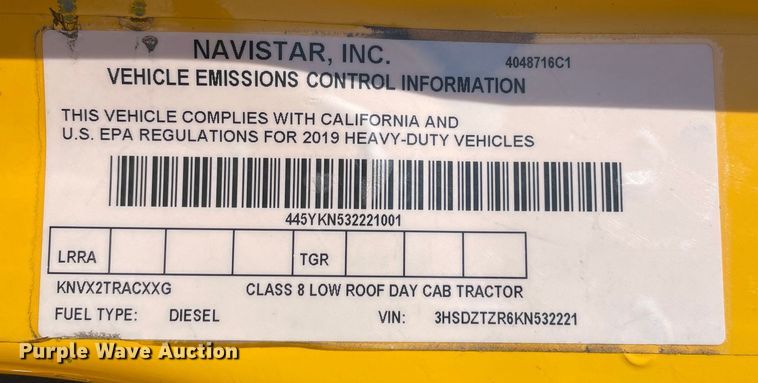 NAVISTAR, INC.
4048716C1
VEHICLE EMISSIONS CONTROL INFORMATION
THIS VEHICLE COMPLIES WITH CALIFORNIA AND
U.S. EPA REGULATIONS FOR 2019 HEAVY-DUTY VEHICLES
445YKN532221001
LRRA TGR
KNVX2TRACXXG CLASS 8 LOW ROOF DAY CAB TRACTOR
FUEL TYPE: DIESEL VIN: 3HSDZTZR6KN532221
Purple Wave Auction